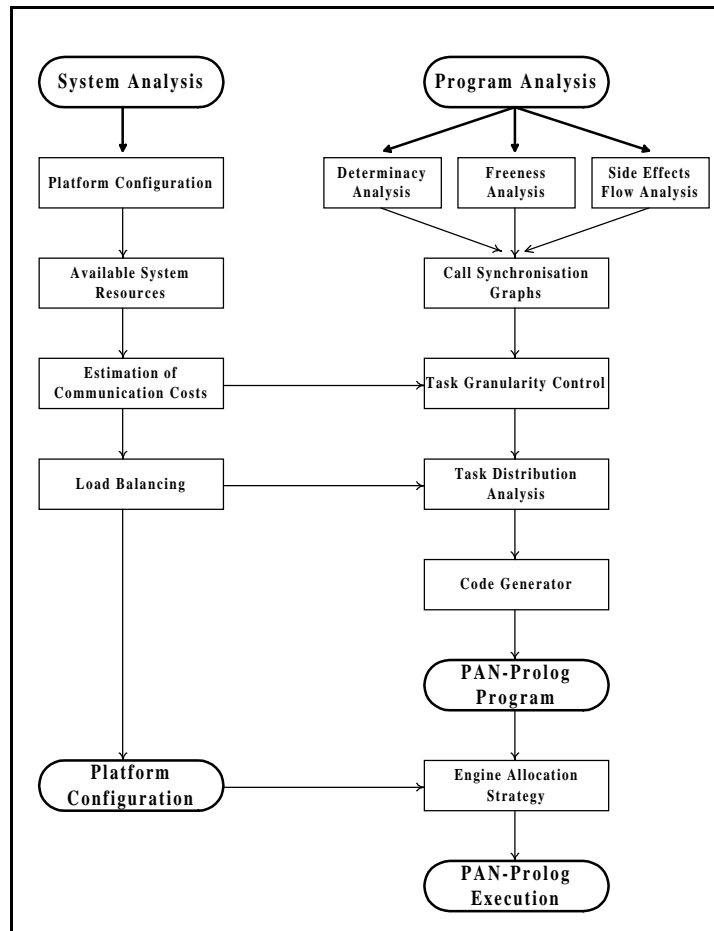 System Analysis
Program Analysis
Platform Configuration
Determinacy
Analysis
Freeness
Analysis
Side Effects
Flow Analysis
Available System
Resources
Call Synchronisation
Graphs
Estimation of
Communication Costs
Task Granularity Control
Load Balancing
Task Distribution
Analysis
Code Generator
PAN-Prolog
Program
Platform
Configuration
Engine Allocation
Strategy
PAN-Prolog
Execution